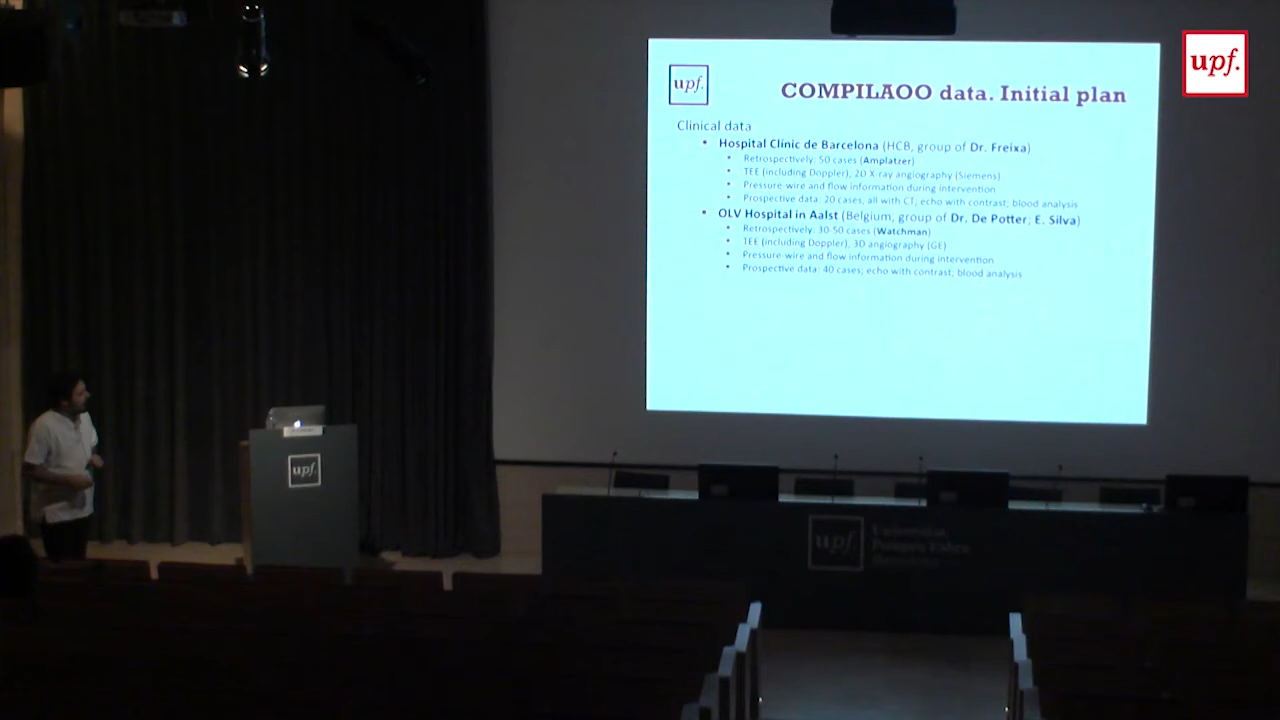 upf.
upf.
COMPILAOO data. Initial plan
Clinical data
• Hospital Clinic de Barcelona (HCB, group of Dr. Freixa)
• Retrospectively: 50 cases (Amplatzer)
• TEE (including Doppler), 2D X-ray angiography (Siemens)
• Pressure-wire and flow information during intervention
• Prospective data: 20 cases, all with CT; echo with contrast; blood analysis
• OLV Hospital in Aalst (Belgium, group of Dr. De Potter; E. Silva)
• Retrospectively: 30-50 cases (Watchman)
• TEE (including Doppler), 3D angiography (GE)
• Pressure-wire and flow information during intervention
• Prospective data: 40 cases; echo with contrast; blood analysis
upf.
upf.
Universitat
Pompeu Fabra
Barcelona